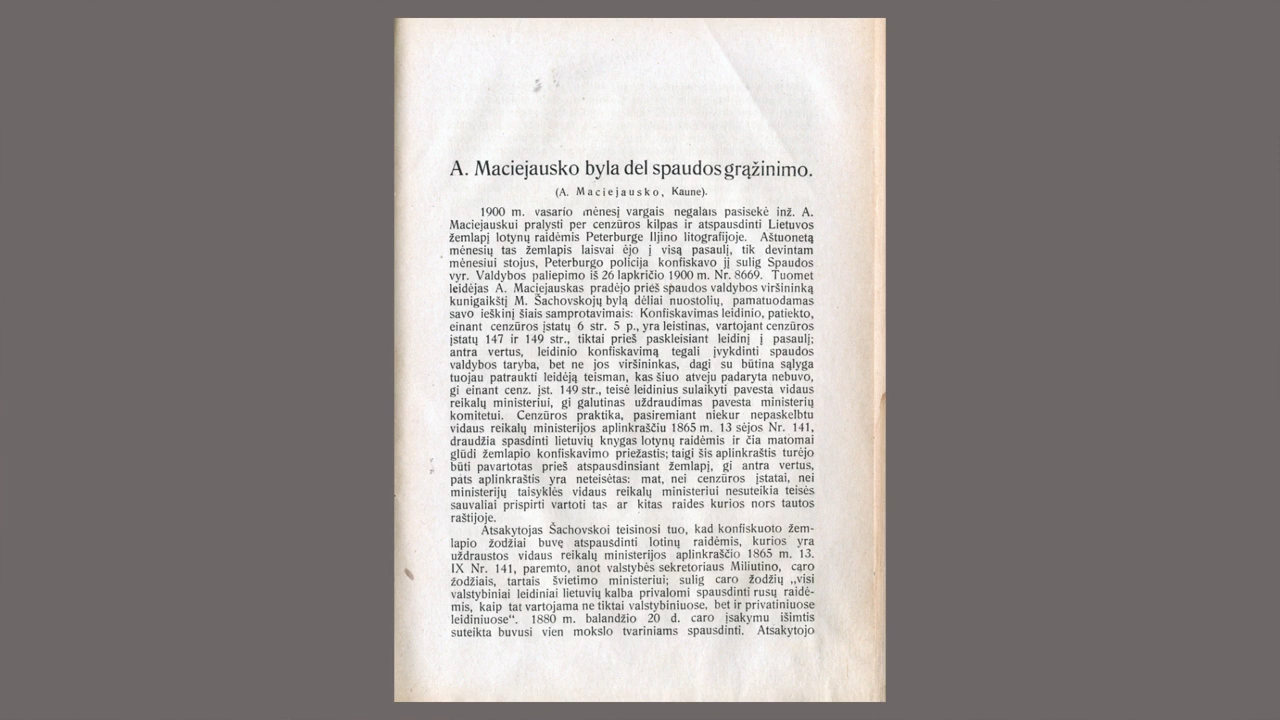 A. Maciejausko byla del spaudos grąžinimo.
(A. Maciejausko, Kaune).
1900 m. vasario mėnesį vargais negalais pasisekė inž. A.
Maciejauskui pralysti per cenzūros kilpas ir atspausdinti Lietuvos
žemlapį lotynų raidėmis Peterburge Iljino litografijoje. Aštuonetą
mėnesių tas žemlapis laisvai ėjo į visą pasaulį, tik devintam
mėnesiui stojus, Peterburgo policija konfiskavo jį sulig Spaudos
vyr. Valdybos paliepimo iš 26 lapkričio 1900 m. Nr. 8669. Tuomet
leidėjas A. Maciejauskas pradėjo prieš spaudos valdybos viršininką
kunigaikštį M. Šachovskojų bylą dėliai nuostolių, pamatuodamas
savo ieškinį šiais samprotavimais: Konfiskavimas leidinio, patiekto,
einant cenzūros įstatų 6 str. 5 p., yra leistinas, vartojant cenzūros
įstatų 147 ir 149 str., tiktai prieš paskleisiant leidinį į pasaulį;
antra vertus, leidinio konfiskavimą tegali įvykdinti spaudos
valdybos taryba, bet ne jos viršininkas, dagi su būtina sąlyga
tuojau patraukti leidėją teisman, kas šiuo atveju padaryta nebuvo,
gi einant cenz. įst. 149 str., teisė leidinius sulaikyti pavesta vidaus
reikalų ministeriui, gi galutinas uždraudimas pavesta ministerių
komitetui. Cenzūros praktika, pasiremiant niekur nepaskelbtu
vidaus reikalų ministerijos aplinkraščiu 1865 m. 13 sėjos Nr. 141,
draudžia spasdinti lietuvių knygas lotynų raidėmis ir čia matomai
glūdi žemlapio konfiskavimo priežastis; taigi šis aplinkraštis turėjo
būti pavartotas prieš atspausdinsiant žemlapį, gi antra vertus,
pats aplinkraštis yra neteisėtas: mat, nei cenzūros įstatai, nei
ministerijų taisyklės vidaus reikalų ministeriui nesuteikia teisės
sauvaliai prispirti vartoti tas ar kitas raides kurios nors tautos
raštijoje.
Atsakytojas Šachovskoi teisinosi tuo, kad konfiskuoto žem-
lapio žodžiai buvę atspausdinti lotinų raidėmis, kurios yra
uždraustos vidaus reikalų ministerijos aplinkraščio 1865 m. 13.
IX Nr. 141, paremto, anot valstybės sekretoriaus Miliutino, caro
žodžiais, tartais švietimo ministeriui; sulig caro žodžių „visi
valstybiniai leidiniai lietuvių kalba privalomi spausdinti rusų raidė-
mis, kaip tat vartojama ne tiktai valstybiniuose, bet ir privatiniuose
leidiniuose“. 1880 m. balandžio 20 d. caro įsakymu išimtis
suteikta buvusi vien mokslo tvariniams spausdinti. Atsakytojo